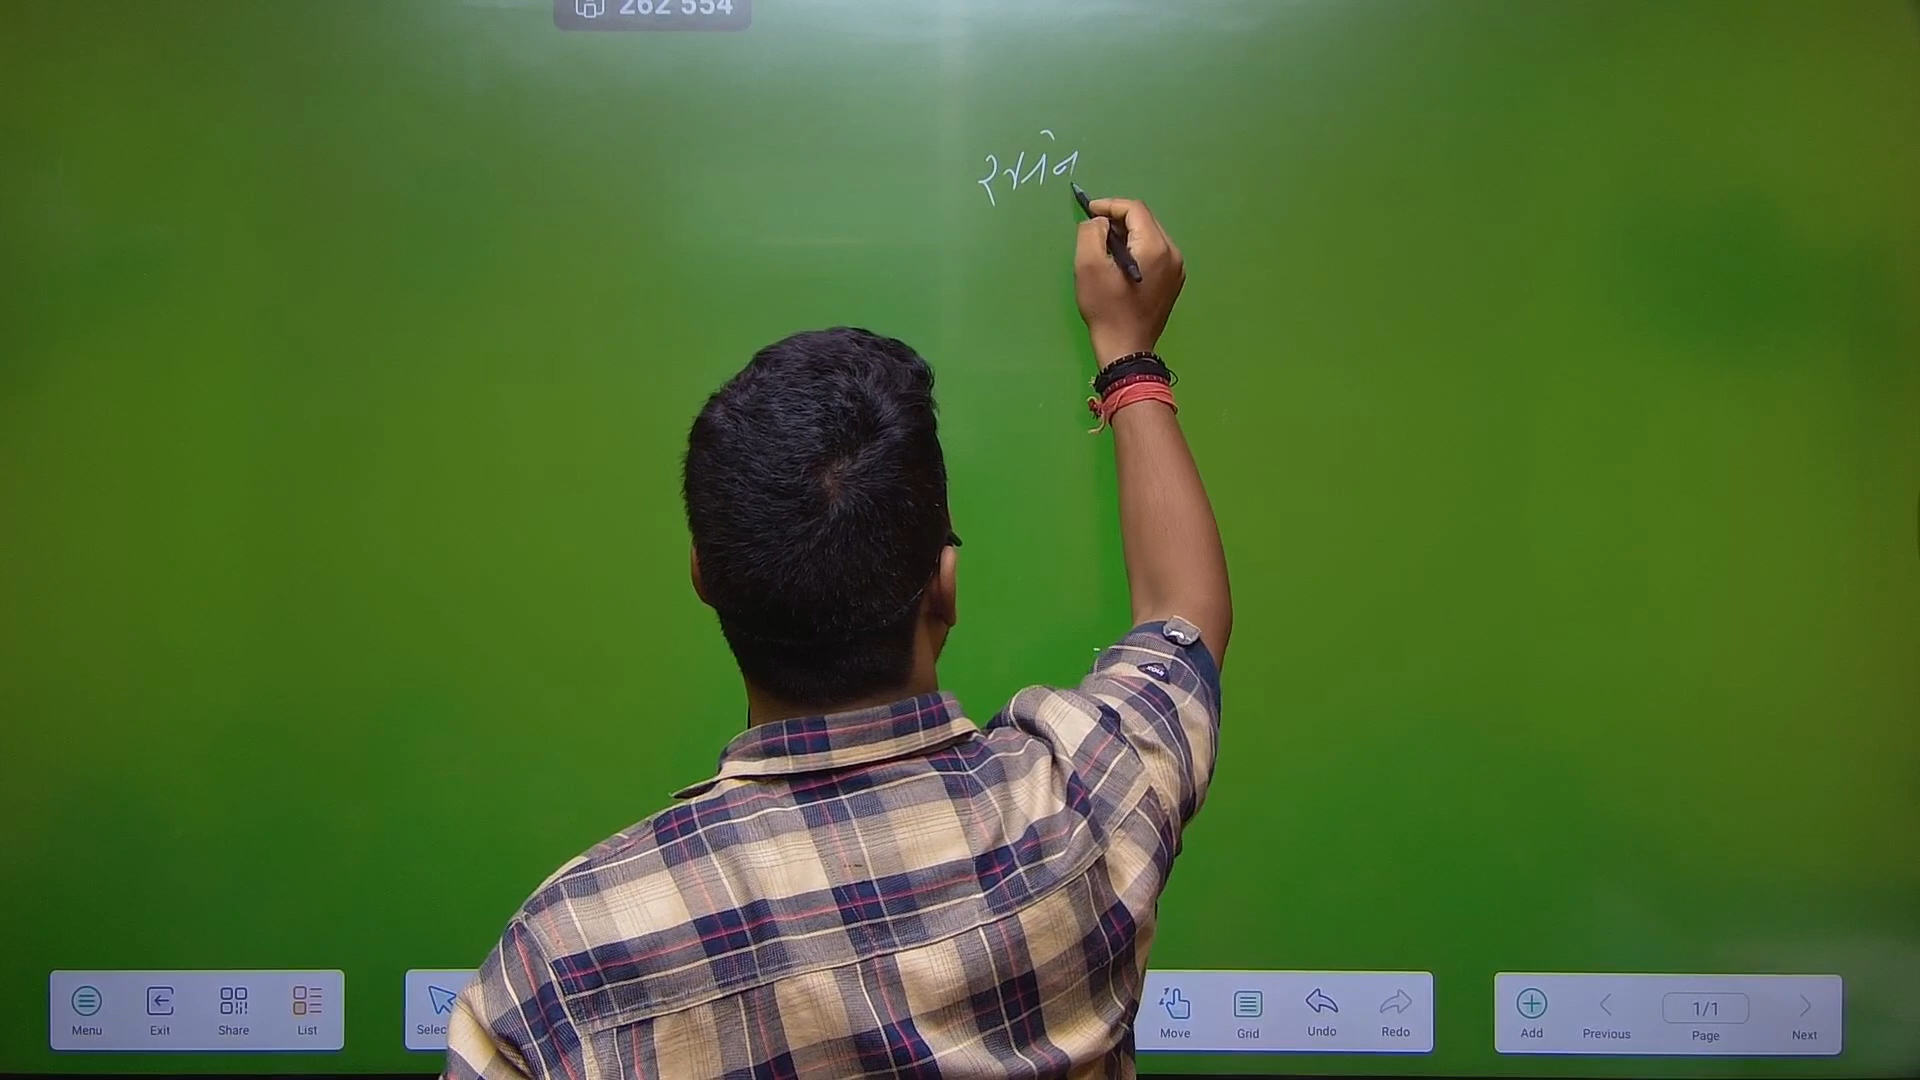 262 554
Menu
Exit
Share
List
Selec
Move
Grid
Undo
Redo
Add
Previous
1/1
Page
Next